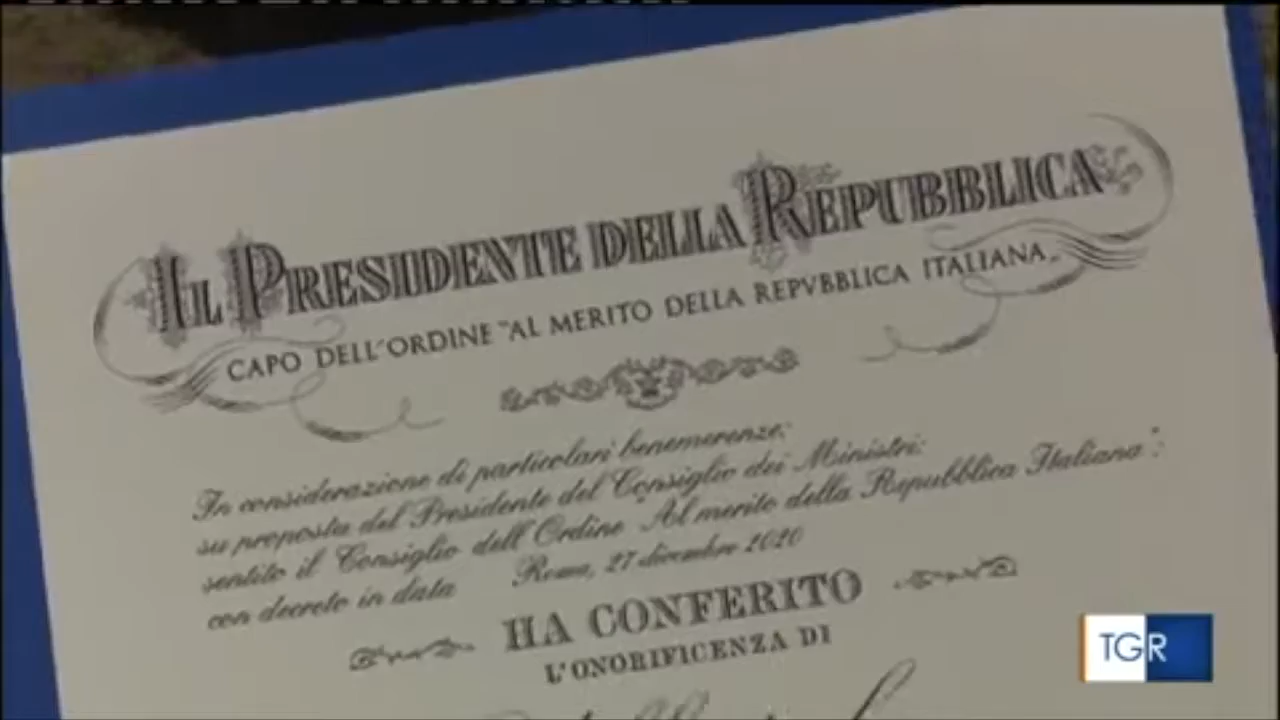 IL PRESIDENTE DELLA REPUBBLICA
CAPO DELL'ORDINE "AL MERITO DELLA REPVBBLICA ITALIANA„
In considerazione di particolari benemerenze;
su proposta del Presidente del Consiglio dei Ministri:
sentito il Consiglio dell'Ordine "Al merito della Repubblica Italiana":
con decreto in data Roma, 27 dicembre 2020
HA CONFERITO
L'ONORIFICENZA DI
TGR